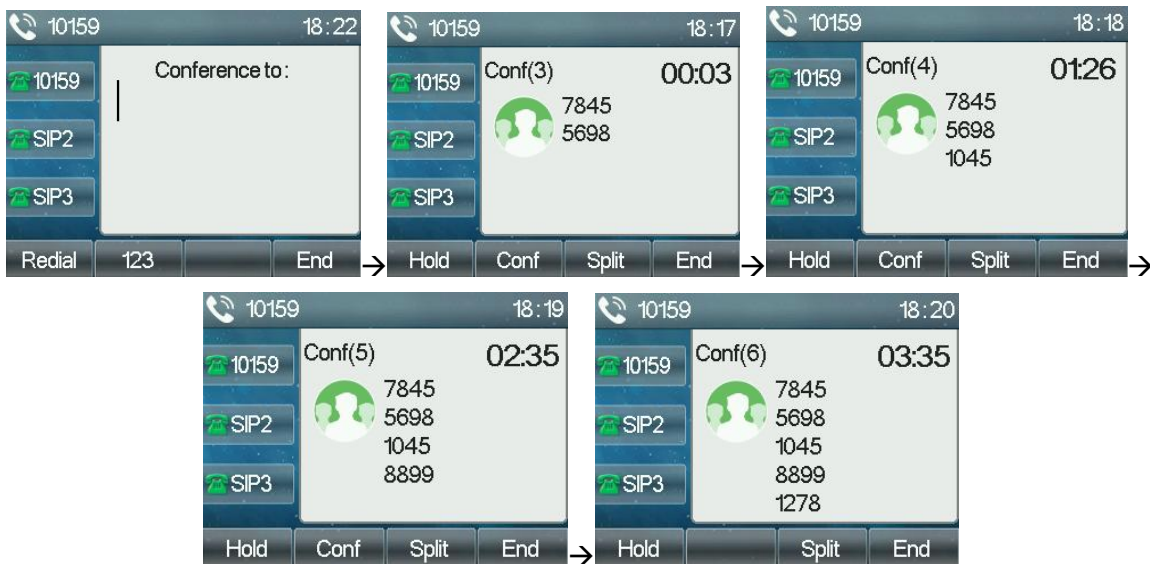 10159 18:22
Conference to:
10159
SIP2
SIP3
Redial 123 End →
10159 18:17
Conf(3) 00:03
10159
7845
5698
SIP2
SIP3
Hold Conf Split End →
10159 18:18
Conf(4) 01:26
10159
7845
5698
1045
SIP2
SIP3
Hold Conf Split End →
10159 18:19
Conf(5) 02:35
10159
7845
5698
1045
8899
SIP2
SIP3
Hold Conf Split End →
10159 18:20
Conf(6) 03:35
10159
7845
5698
1045
8899
1278
SIP2
SIP3
Hold Split End